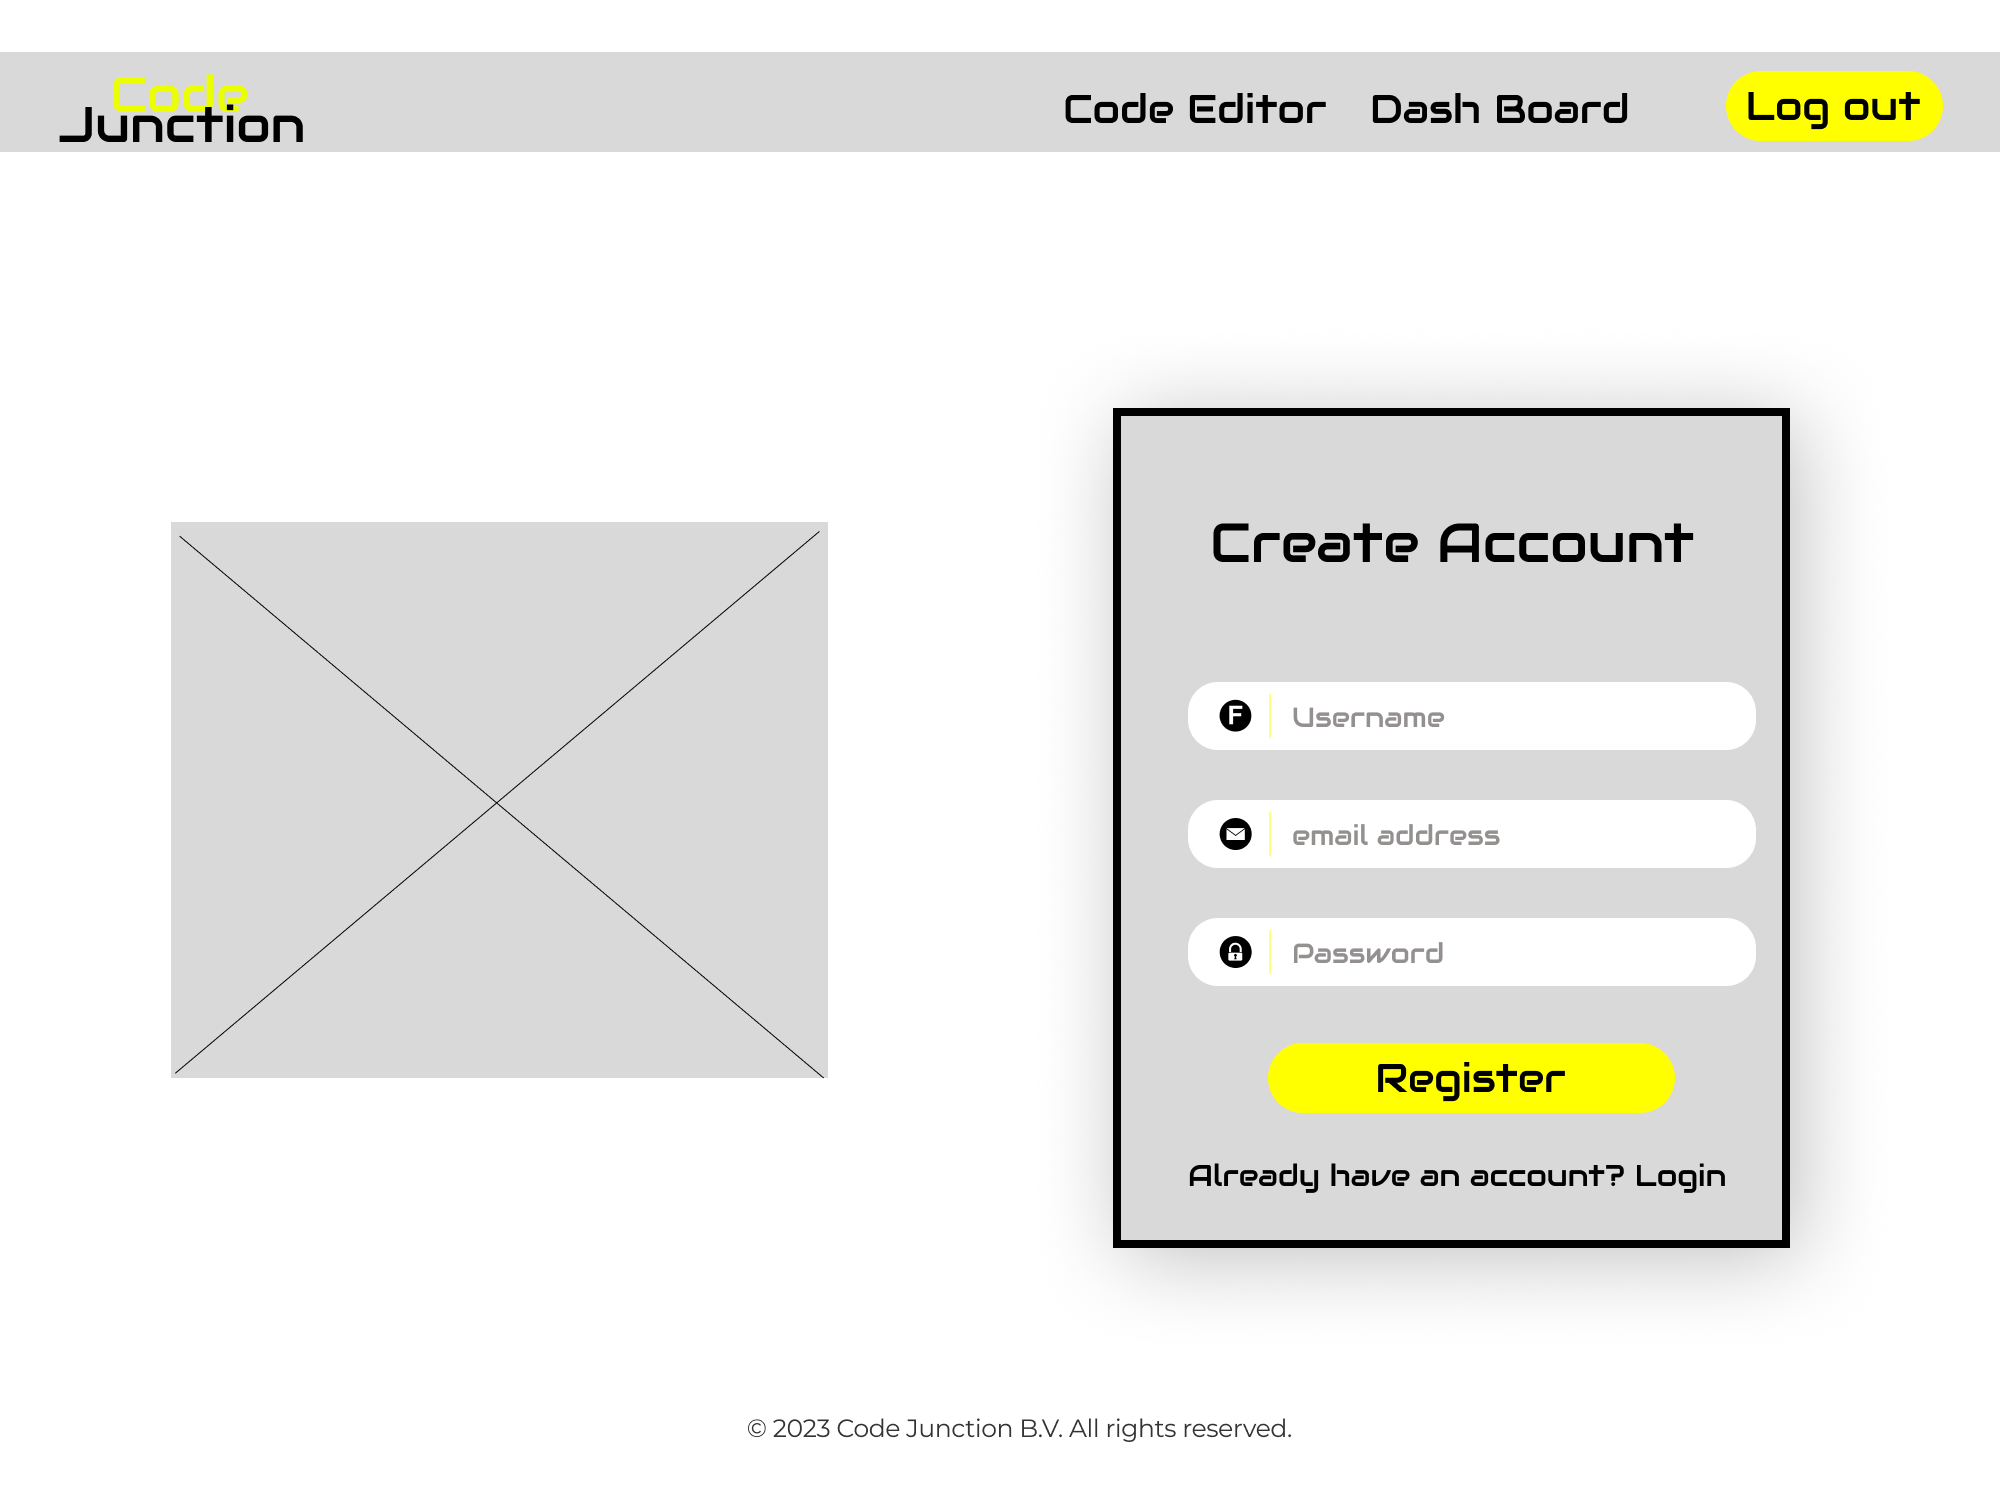 Code
Junction
Code Editor
Dash Board
Log out
Create Account
F
Username
email address
Password
Register
Already have an account? Login
© 2023 Code Junction B.V. All rights reserved.